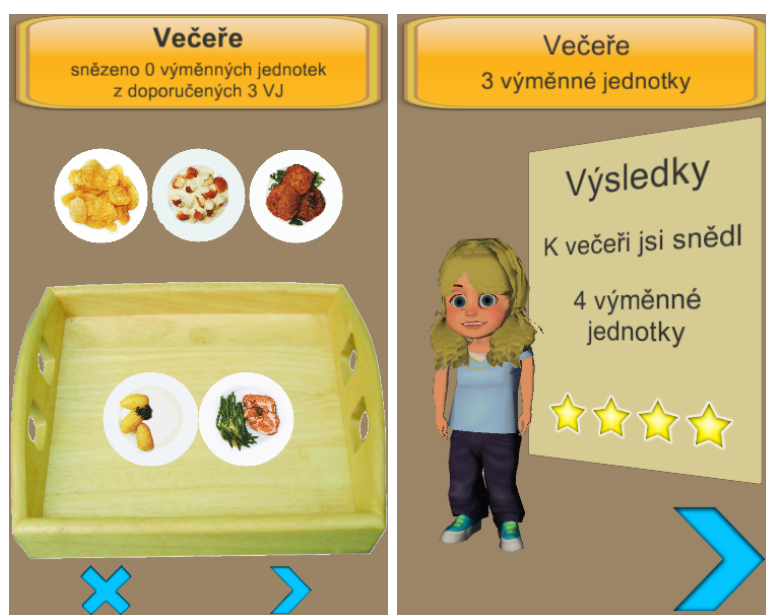 Večeře
snězeno 0 výměnných jednotek
z doporučených 3 VJ
Večeře
3 výměnné jednotky
Výsledky
K večeři jsi snědl
4 výměnné
jednotky